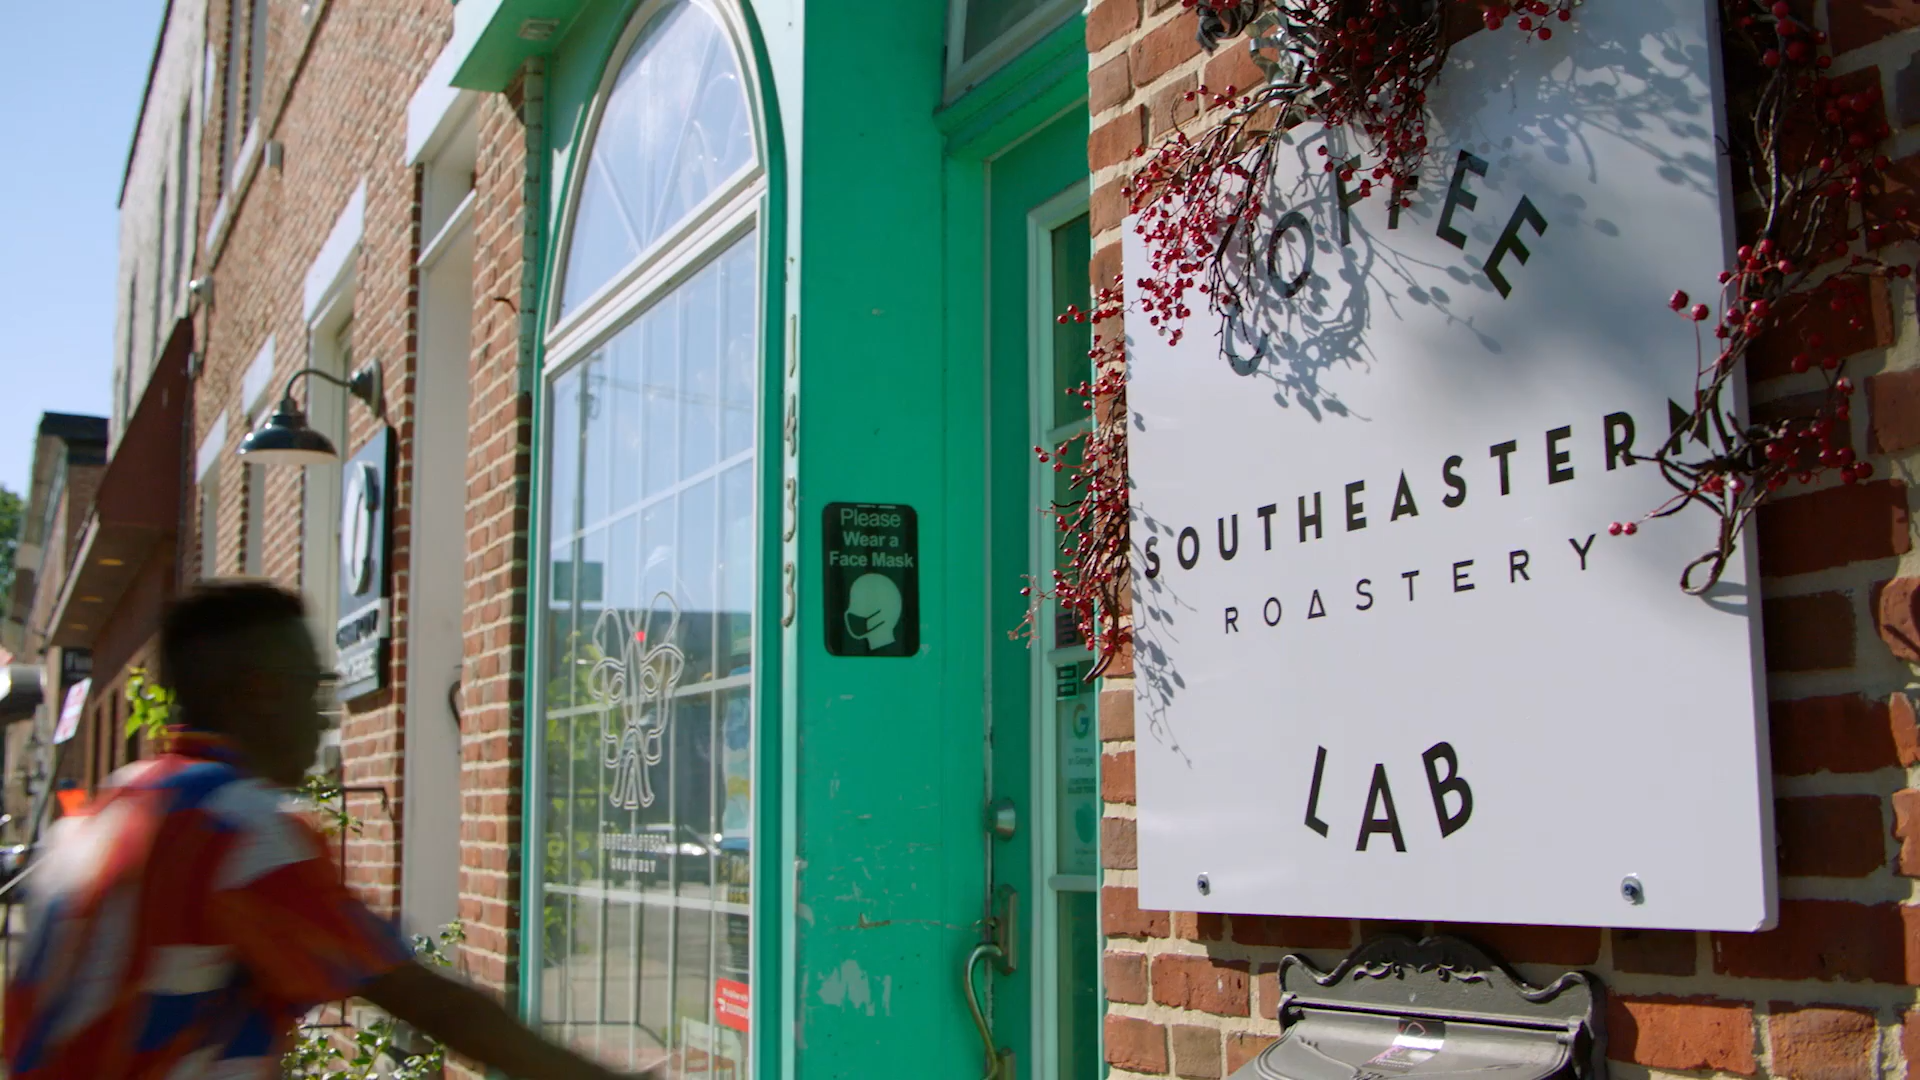 COFFEE
SOUTHEASTERN
ROASTERY
LAB
1433
Please
Wear a
Face Mask
G